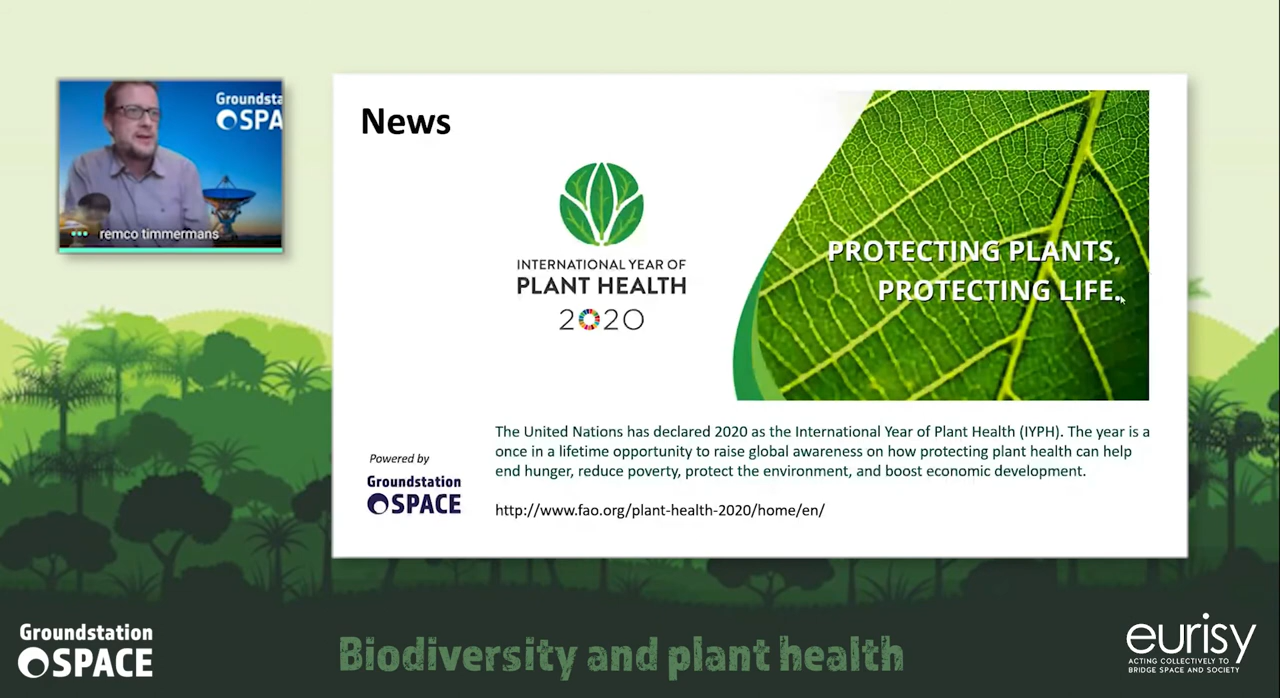 Groundsta
SPA
remco timmermans
News
INTERNATIONAL YEAR OF
PLANT HEALTH
2020
PROTECTING PLANTS,
PROTECTING LIFE.
The United Nations has declared 2020 as the International Year of Plant Health (IYPH). The year is a
once in a lifetime opportunity to raise global awareness on how protecting plant health can help
end hunger, reduce poverty, protect the environment, and boost economic development.
http://www.fao.org/plant-health-2020/home/en/
Powered by
Groundstation
SPACE
Groundstation
SPACE
Biodiversity and plant health
eurisy
ACTING COLLECTIVELY TO
BRIDGE SPACE AND SOCIETY